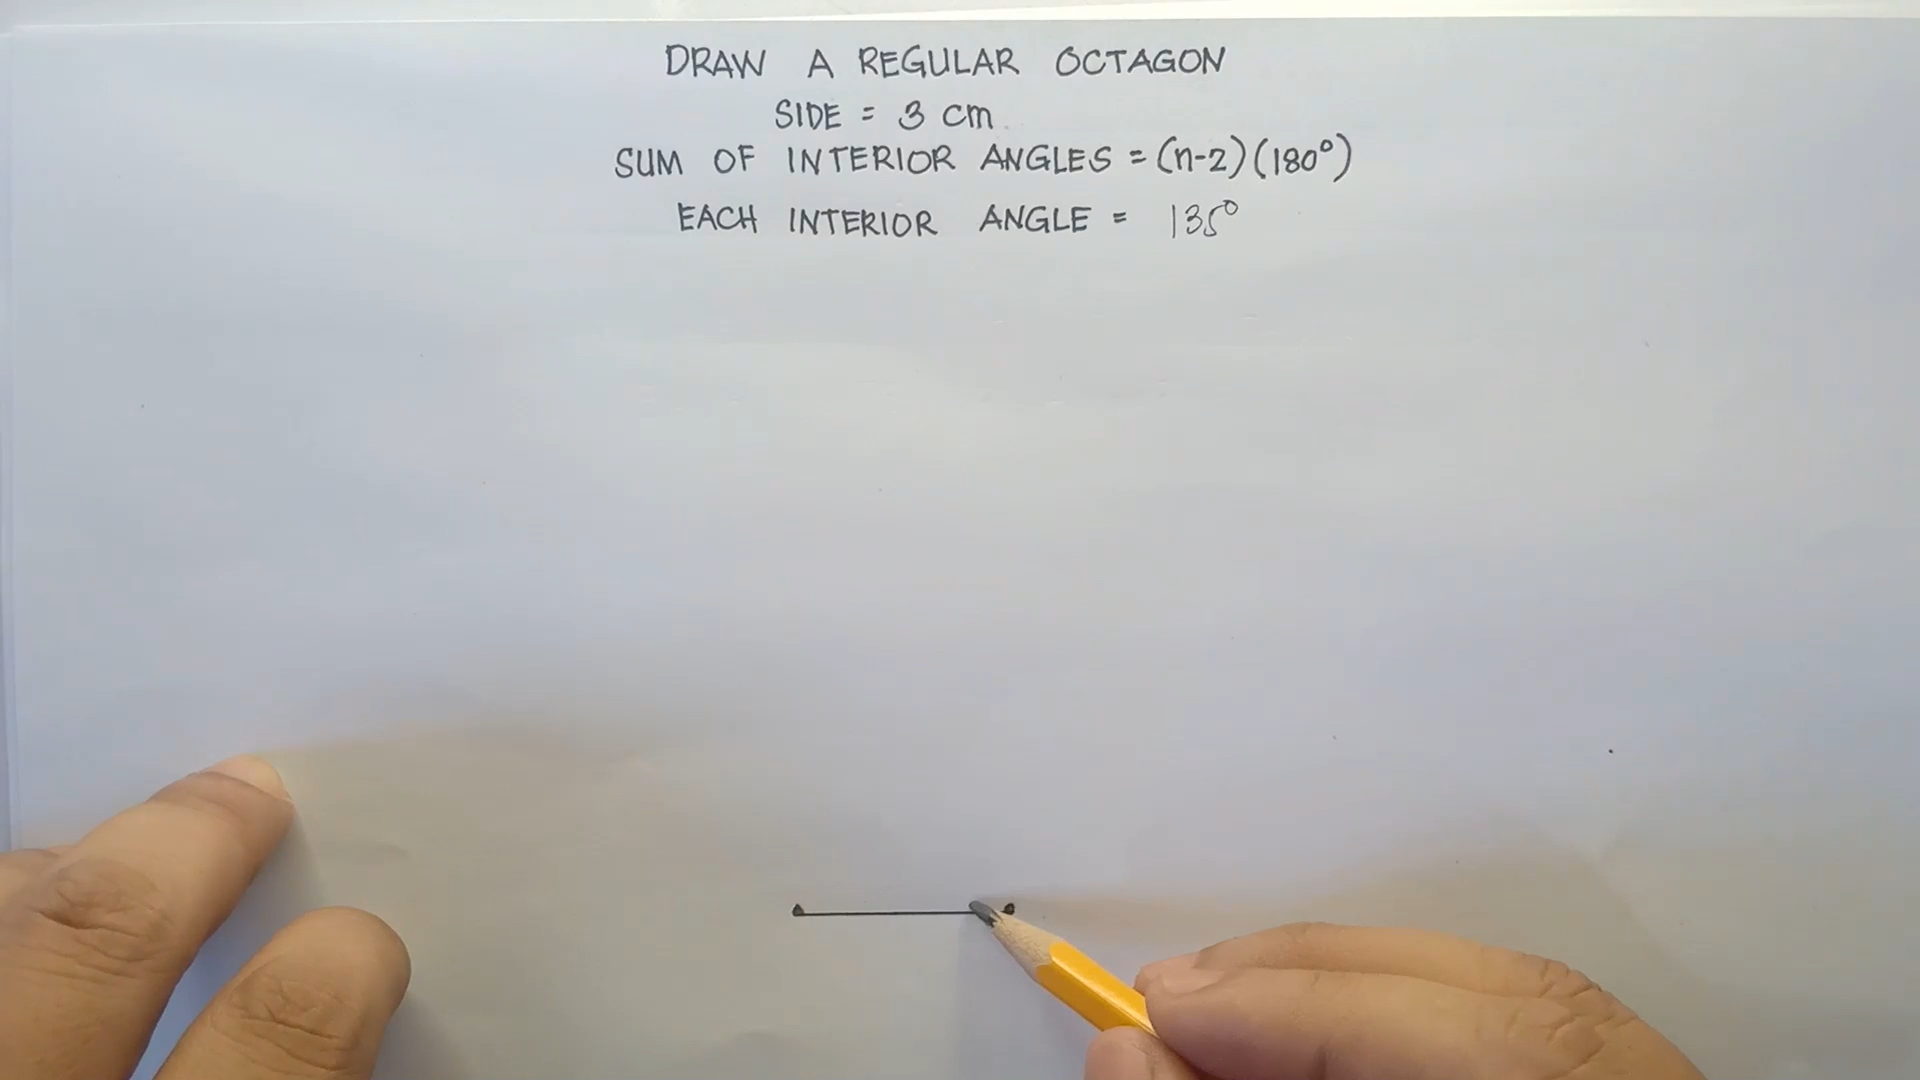 DRAW A REGULAR OCTAGON
SIDE = 3 cm
SUM OF INTERIOR ANGLES = (n-2)(180°)
EACH INTERIOR ANGLE = 135°